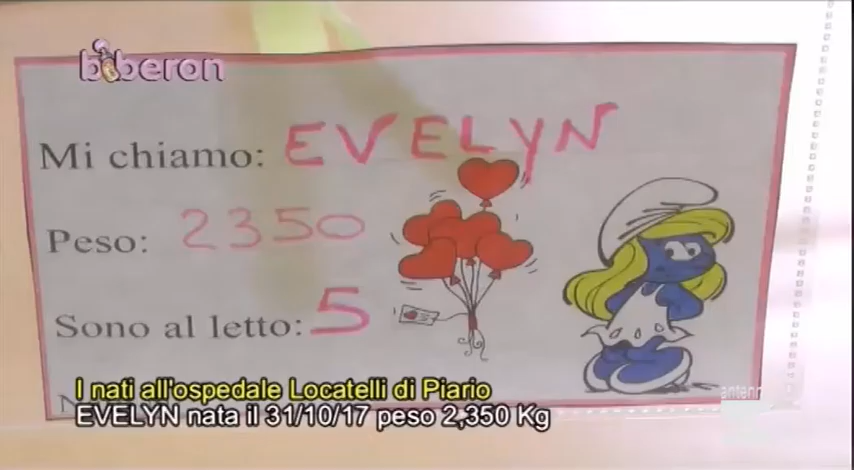 biberon
Mi chiamo: EVELYN
Peso: 2350
Sono al letto: 5
I nati all'ospedale Locatelli di Piario
EVELYN nata il 31/10/17 peso 2,350 Kg